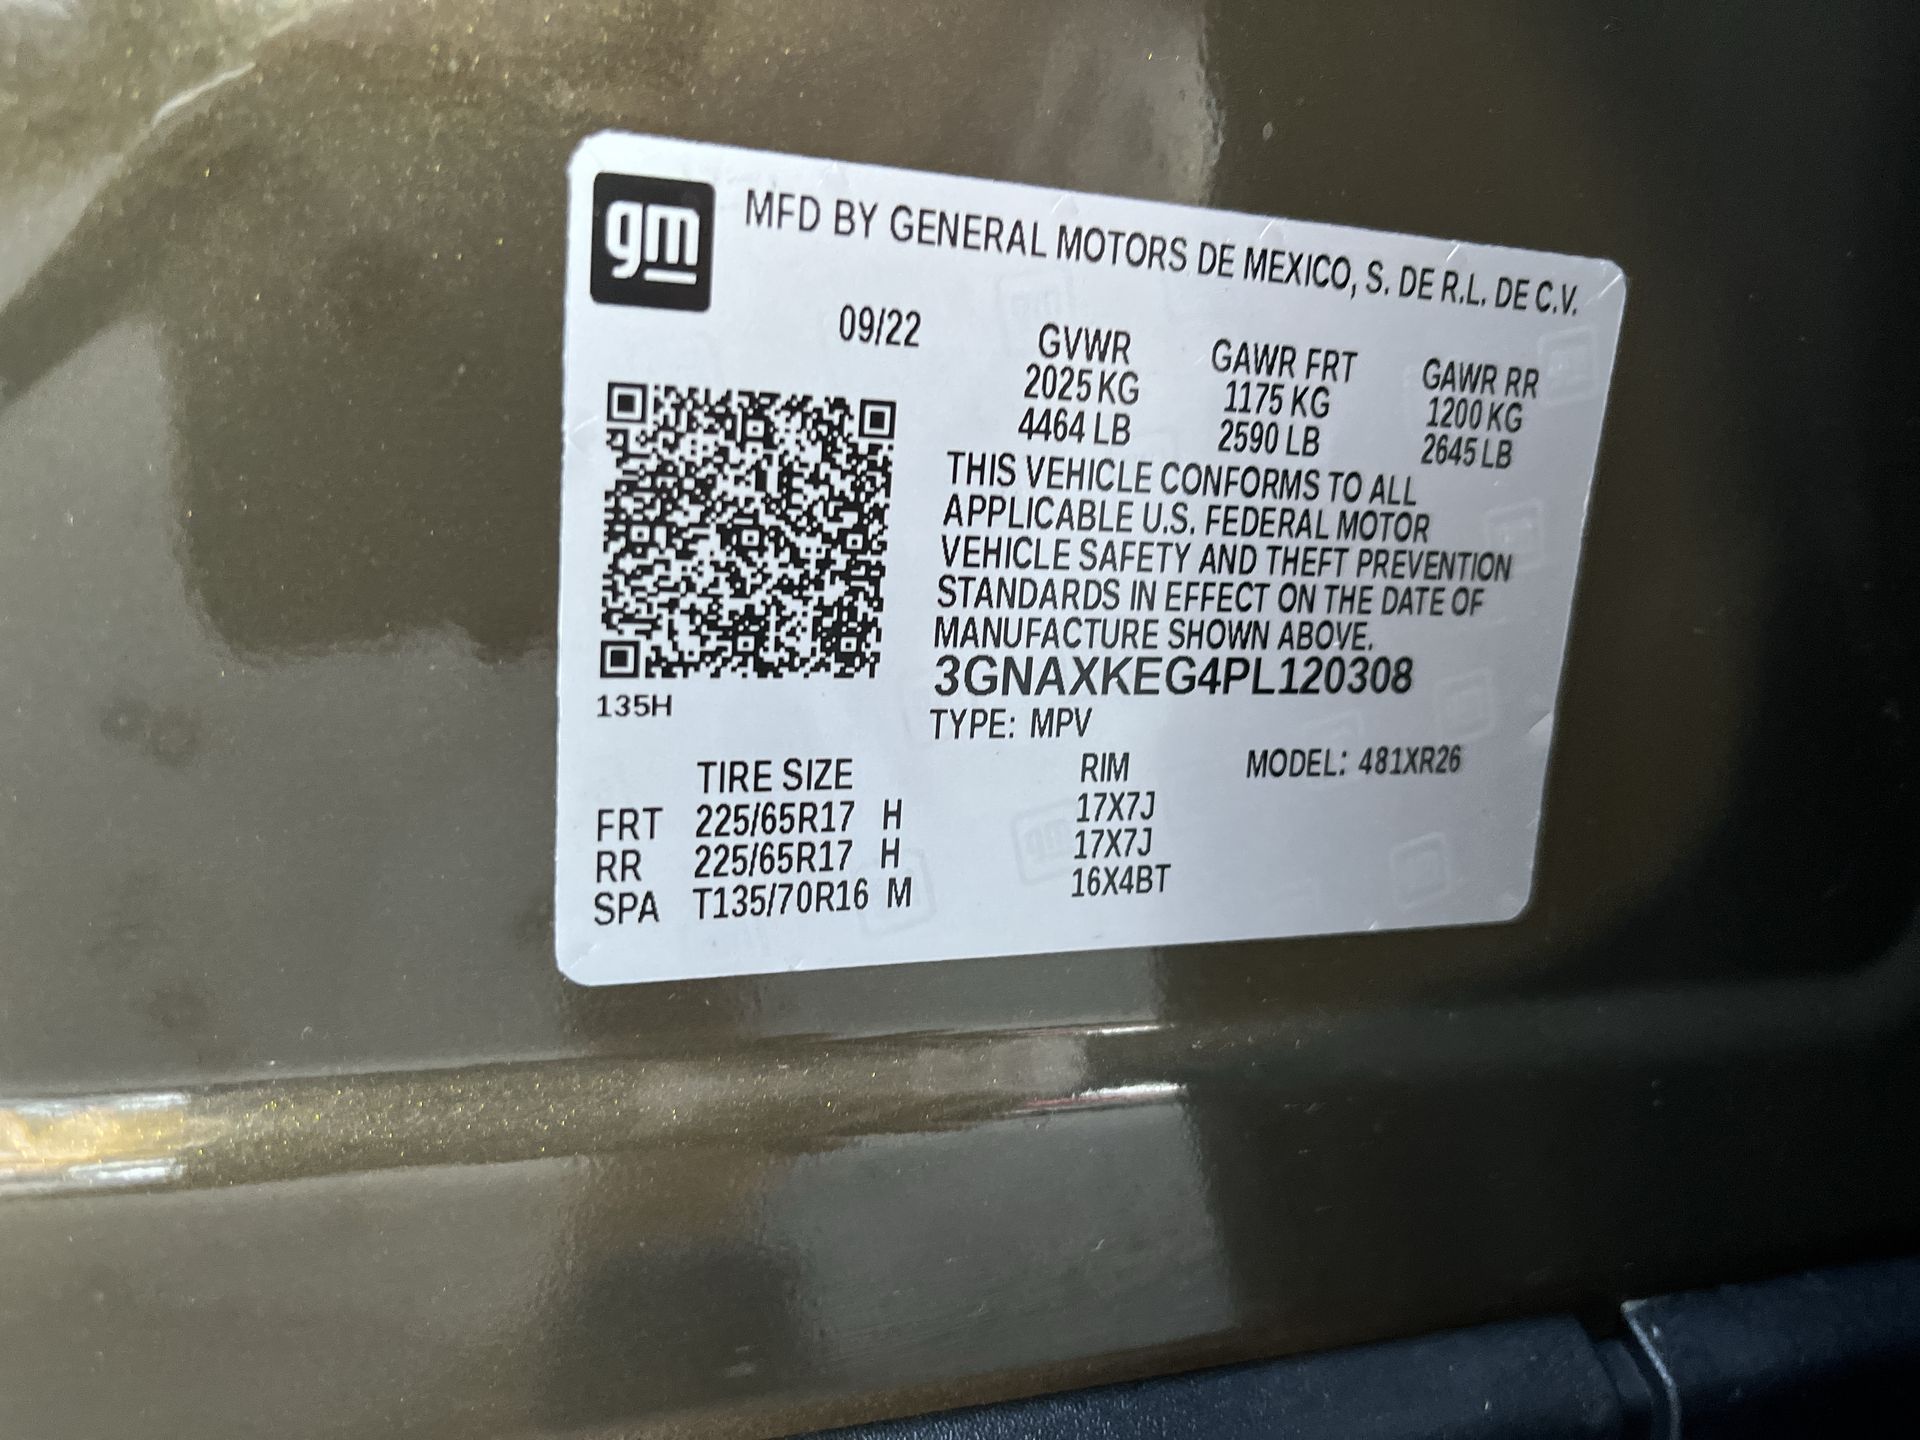 gm
MFD BY GENERAL MOTORS DE MEXICO, S. DE R.L. DE C.V.
09/22
GVWR GAWR FRT GAWR RR
2025 KG 1175 KG 1200 KG
4464 LB 2590 LB 2645 LB
THIS VEHICLE CONFORMS TO ALL
APPLICABLE U.S. FEDERAL MOTOR
VEHICLE SAFETY AND THEFT PREVENTION
STANDARDS IN EFFECT ON THE DATE OF
MANUFACTURE SHOWN ABOVE.
3GNAXKEG4PL120308
135H
TYPE: MPV
TIRE SIZE RIM MODEL: 481XR26
FRT 225/65R17 H 17X7J
RR 225/65R17 H 17X7J
SPA T135/70R16 M 16X4BT